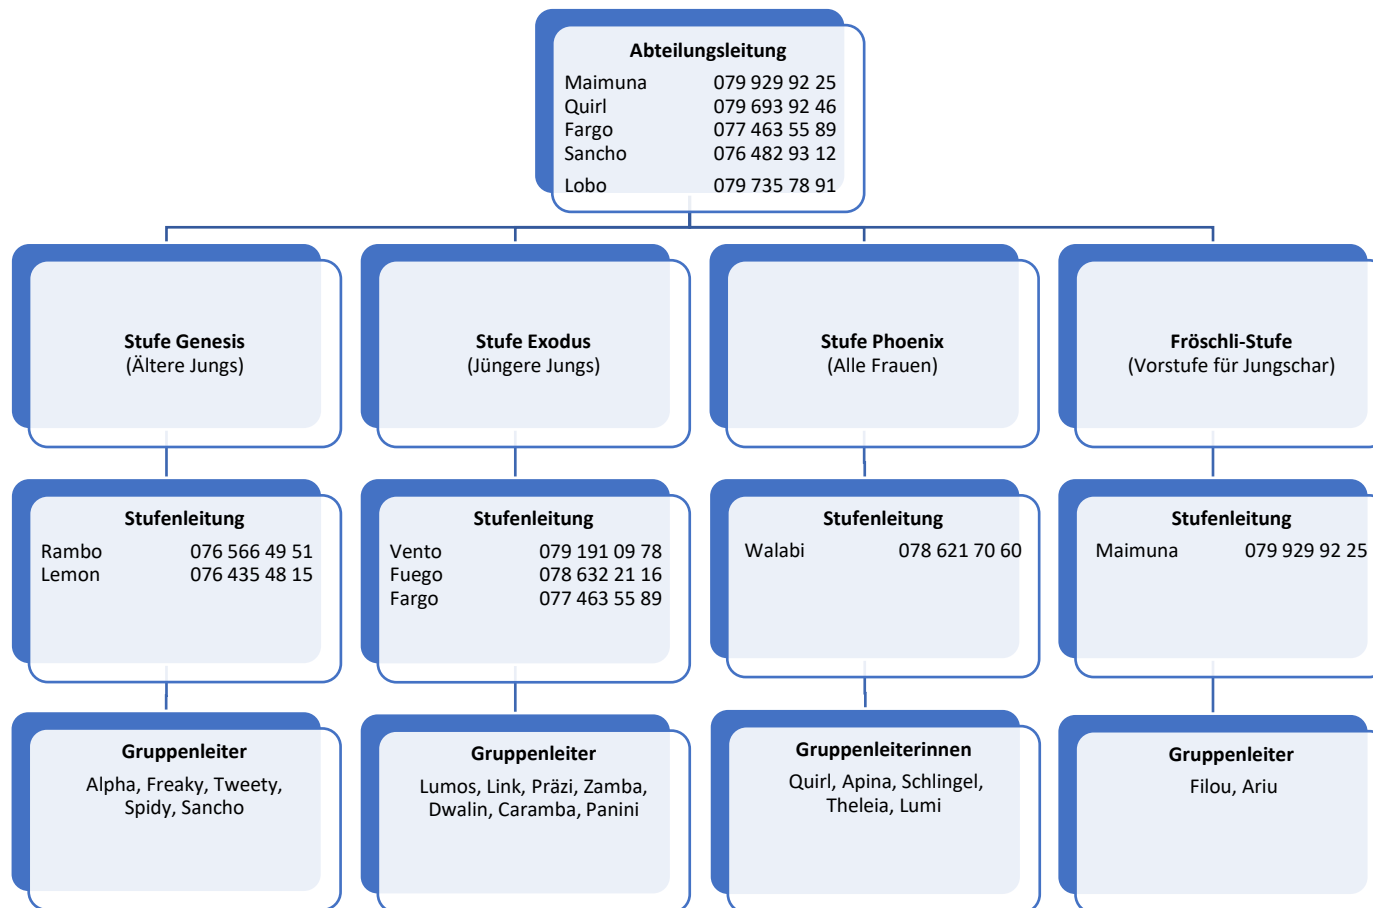 Abteilungsleitung
Maimuna 079 929 92 25
Quirl 079 693 92 46
Fargo 077 463 55 89
Sancho 076 482 93 12
Lobo 079 735 78 91
Stufe Genesis
(Ältere Jungs)
Stufe Exodus
(Jüngere Jungs)
Stufe Phoenix
(Alle Frauen)
Fröschli-Stufe
(Vorstufe für Jungschar)
Stufenleitung
Rambo 076 566 49 51
Lemon 076 435 48 15
Stufenleitung
Vento 079 191 09 78
Fuego 078 632 21 16
Fargo 077 463 55 89
Stufenleitung
Walabi 078 621 70 60
Stufenleitung
Maimuna 079 929 92 25
Gruppenleiter
Alpha, Freaky, Tweety,
Spidy, Sancho
Gruppenleiter
Lumos, Link, Präzi, Zamba,
Dwalin, Caramba, Panini
Gruppenleiterinnen
Quirl, Apina, Schlingel,
Theleia, Lumi
Gruppenleiter
Filou, Ariu